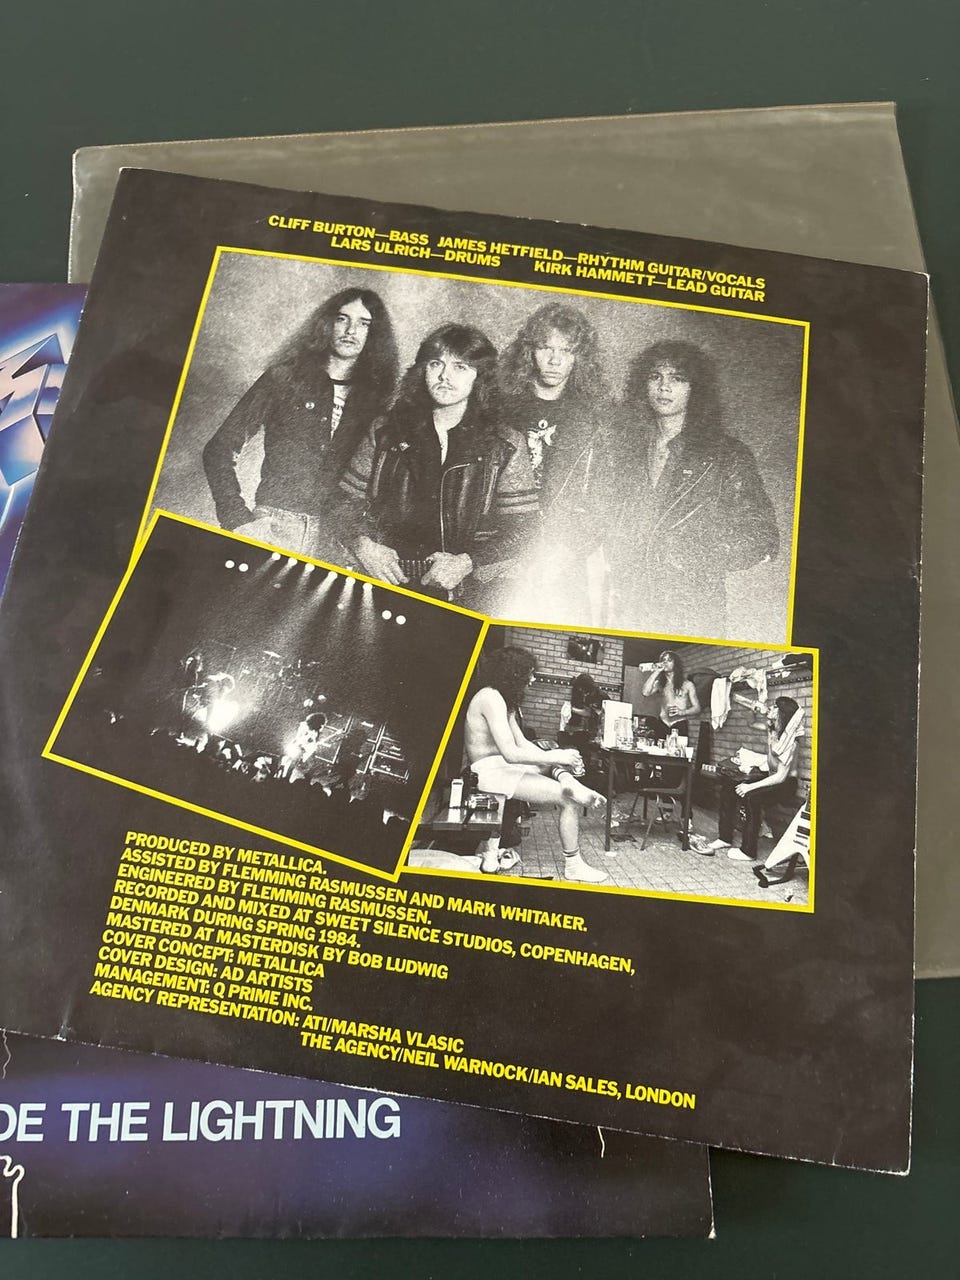 CLIFF BURTON—BASS JAMES HETFIELD—RHYTHM GUITAR/VOCALS
LARS ULRICH—DRUMS KIRK HAMMETT—LEAD GUITAR
PRODUCED BY METALLICA.
ASSISTED BY FLEMMING RASMUSSEN AND MARK WHITAKER.
ENGINEERED BY FLEMMING RASMUSSEN.
RECORDED AND MIXED AT SWEET SILENCE STUDIOS, COPENHAGEN,
DENMARK DURING SPRING 1984.
MASTERED AT MASTERDISK BY BOB LUDWIG
COVER CONCEPT: METALLICA
COVER DESIGN: AD ARTISTS
MANAGEMENT: Q PRIME INC.
AGENCY REPRESENTATION: ATI/MARSHA VLASIC
THE AGENCY/NEIL WARNOCK/IAN SALES, LONDON
DE THE LIGHTNING